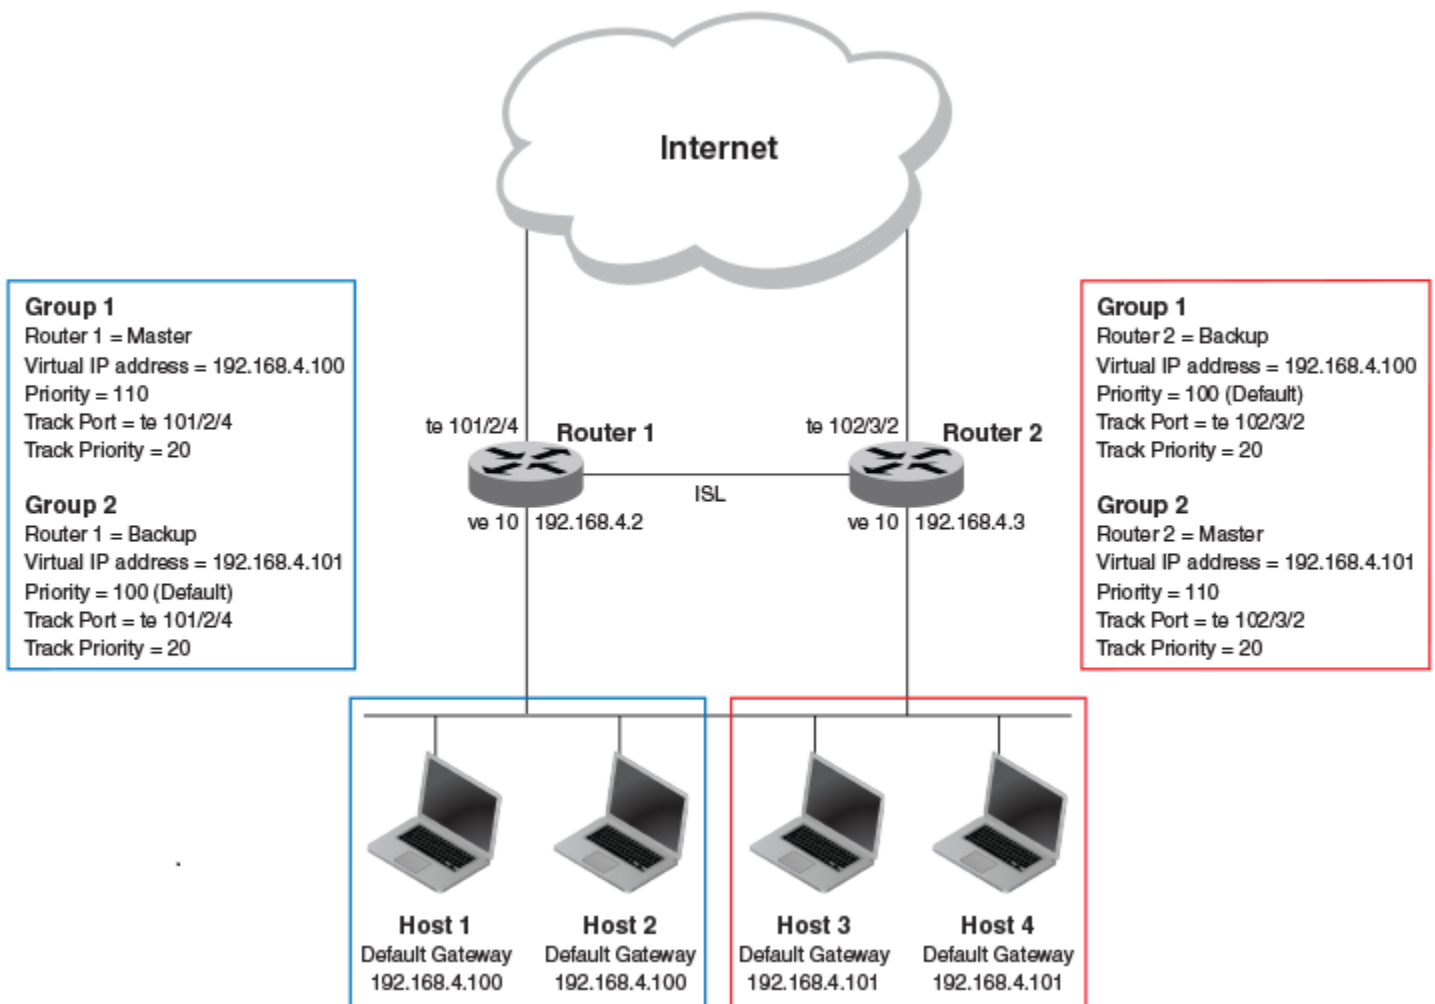 Internet
Group 1
Router 1 = Master
Virtual IP address = 192.168.4.100
Priority = 110
Track Port = te 101/2/4
Track Priority = 20
Group 2
Router 1 = Backup
Virtual IP address = 192.168.4.101
Priority = 100 (Default)
Track Port = te 101/2/4
Track Priority = 20
te 101/2/4
Router 1
ve 10
192.168.4.2
ISL
te 102/3/2
Router 2
ve 10
192.168.4.3
Group 1
Router 2 = Backup
Virtual IP address = 192.168.4.100
Priority = 100 (Default)
Track Port = te 102/3/2
Track Priority = 20
Group 2
Router 2 = Master
Virtual IP address = 192.168.4.101
Priority = 110
Track Port = te 102/3/2
Track Priority = 20
Host 1
Default Gateway
192.168.4.100
Host 2
Default Gateway
192.168.4.100
Host 3
Default Gateway
192.168.4.101
Host 4
Default Gateway
192.168.4.101